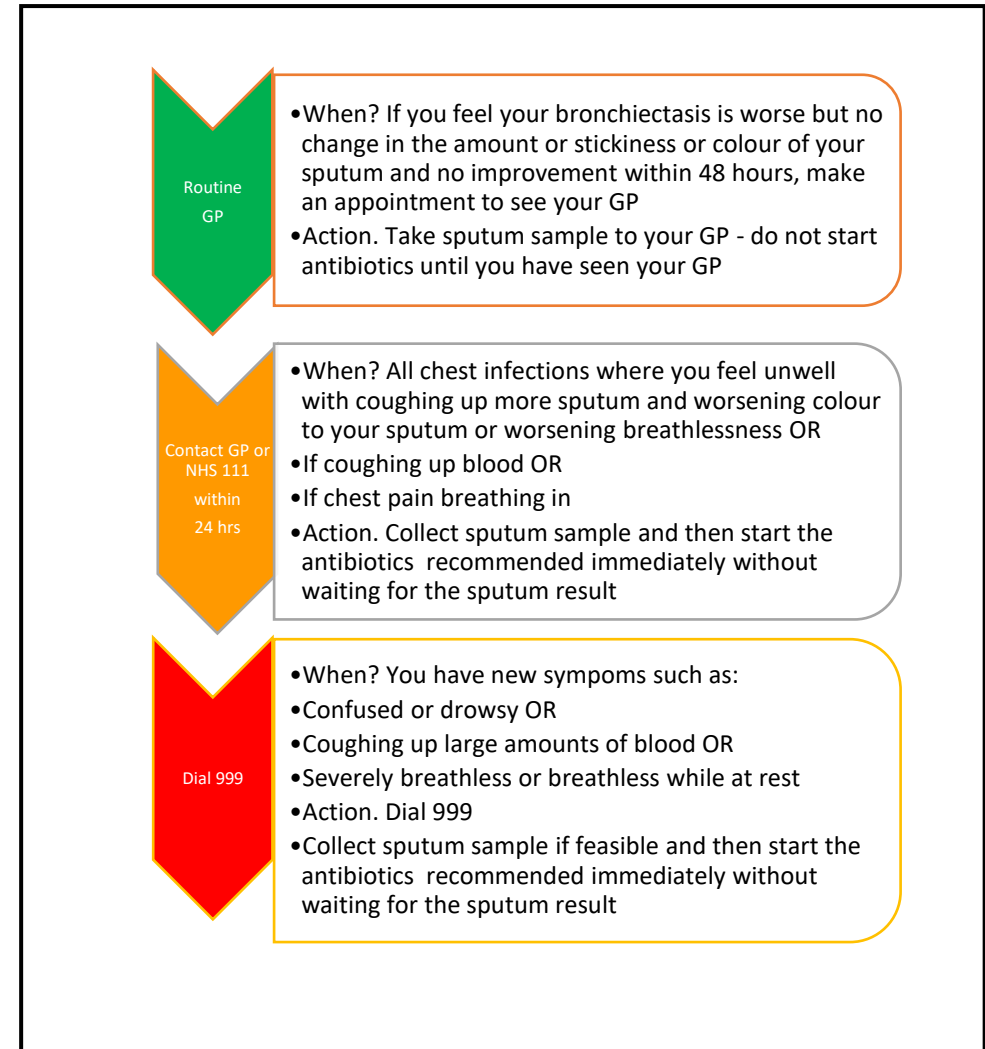 Routine
GP
•When? If you feel your bronchiectasis is worse but no
change in the amount or stickiness or colour of your
sputum and no improvement within 48 hours, make
an appointment to see your GP
•Action. Take sputum sample to your GP - do not start
antibiotics until you have seen your GP
Contact GP or
NHS 111
within
24 hrs
•When? All chest infections where you feel unwell
with coughing up more sputum and worsening colour
to your sputum or worsening breathlessness OR
•If coughing up blood OR
•If chest pain breathing in
•Action. Collect sputum sample and then start the
antibiotics recommended immediately without
waiting for the sputum result
Dial 999
•When? You have new sympoms such as:
•Confused or drowsy OR
•Coughing up large amounts of blood OR
•Severely breathless or breathless while at rest
•Action. Dial 999
•Collect sputum sample if feasible and then start the
antibiotics recommended immediately without
waiting for the sputum result